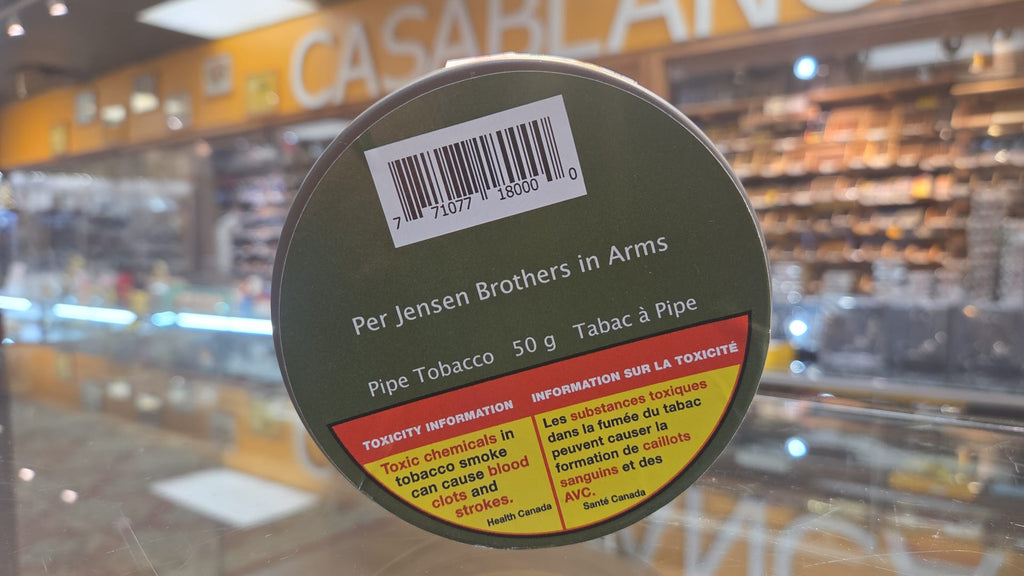 CASABLANC
7 71077 18000 0
Per Jensen Brothers in Arms
Pipe Tobacco 50 g Tabac à Pipe
TOXICITY INFORMATION
Toxic chemicals in
tobacco smoke
can cause blood
clots and
strokes.
Health Canada
INFORMATION SUR LA TOXICITÉ
Les substances toxiques
dans la fumée du tabac
peuvent causer la
formation de caillots
sanguins et des
AVC.
Santé Canada